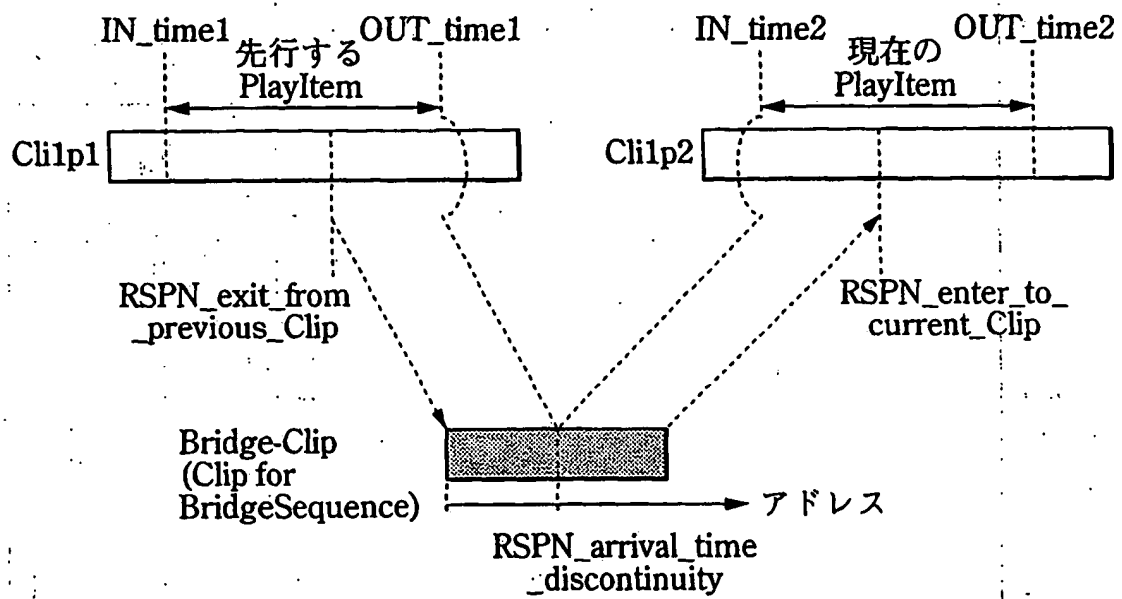 IN_time1
OUT_time1
先行する
PlayItem
IN_time2
OUT_time2
現在の
PlayItem
Cli1p1
Cli1p2
RSPN_exit_from
_previous_Clip
RSPN_enter_to_
current_Clip
Bridge-Clip
(Clip for
BridgeSequence)
アドレス
RSPN_arrival_time
_discontinuity